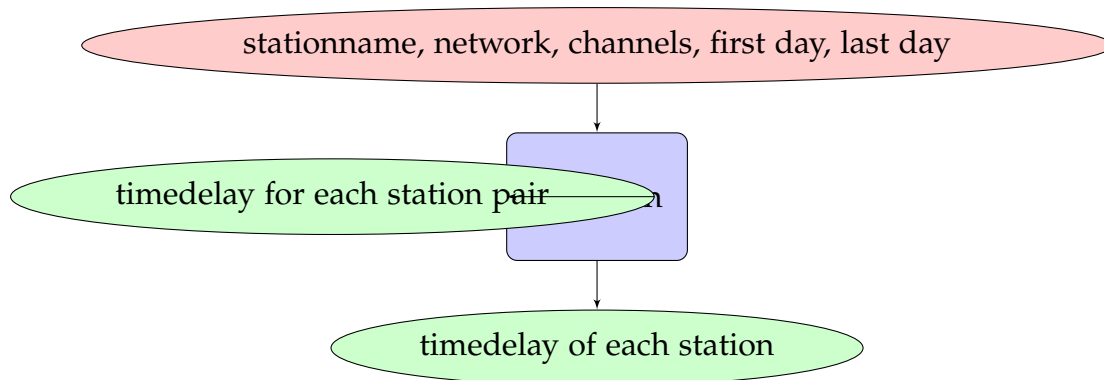 stationname, network, channels, first day, last day
timedelay for each station pair
timedelay of each station